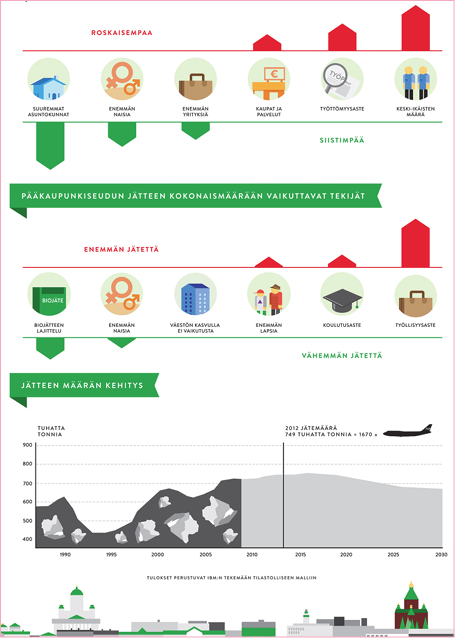 ROSKAISEMPAA
€
TYÖP
SUUREMMAT
ASUNTOKUNNAT
ENEMMÄN
NAISIA
ENEMMÄN
YRITYKSIÄ
KAUPAT JA
PALVELUT
TYÖTTÖMYYSASTE
KESKI-IKÄISTEN
MÄÄRÄ
SIISTIMPÄÄ
PÄÄKAUPUNKISEUDUN JÄTTEEN KOKONAISMÄÄRÄÄN VAIKUTTAVAT TEKIJÄT
ENEMMÄN JÄTETTÄ
BIOJÄTE
BIOJÄTTEEN
LAJITTELU
ENEMMÄN
NAISIA
VÄESTÖN KASVULLA
EI VAIKUTUSTA
ENEMMÄN
LAPSIA
KOULUTUSASTE
TYÖLLISYYSASTE
VÄHEMMÄN JÄTETTÄ
JÄTTEEN MÄÄRÄN KEHITYS
TUHATTA
TONNIA
2012 JÄTEMÄÄRÄ
749 TUHATTA TONNIA = 1670 x
900
800
700
600
500
400
1990 1995 2000 2005 2010 2015 2020 2025 2030
TULOKSET PERUSTUVAT IBM:N TEKEMÄÄN TILASTOLLISEEN MALLIIN